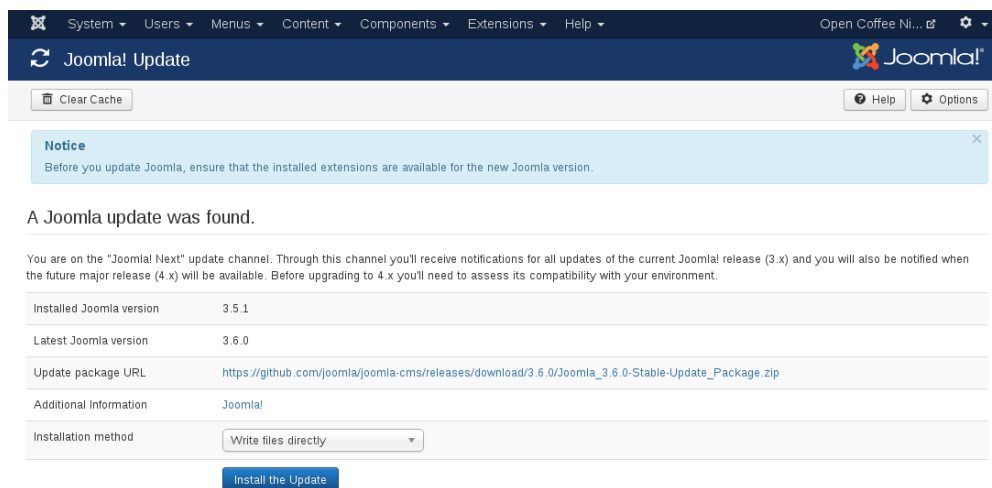 System Users Menus Content Components Extensions Help Open Coffee Ni...
Joomla! Update Joomla!
Clear Cache Help Options
Notice
Before you update Joomla, ensure that the installed extensions are available for the new Joomla version.
A Joomla update was found.
You are on the "Joomla! Next" update channel. Through this channel you'll receive notifications for all updates of the current Joomla! release (3.x) and you will also be notified when
the future major release (4.x) will be available. Before upgrading to 4.x you'll need to assess its compatibility with your environment.
Installed Joomla version 3.5.1
Latest Joomla version 3.6.0
Update package URL https://github.com/joomla/joomla-cms/releases/download/3.6.0/Joomla_3.6.0-Stable-Update_Package.zip
Additional Information Joomla!
Installation method Write files directly
Install the Update